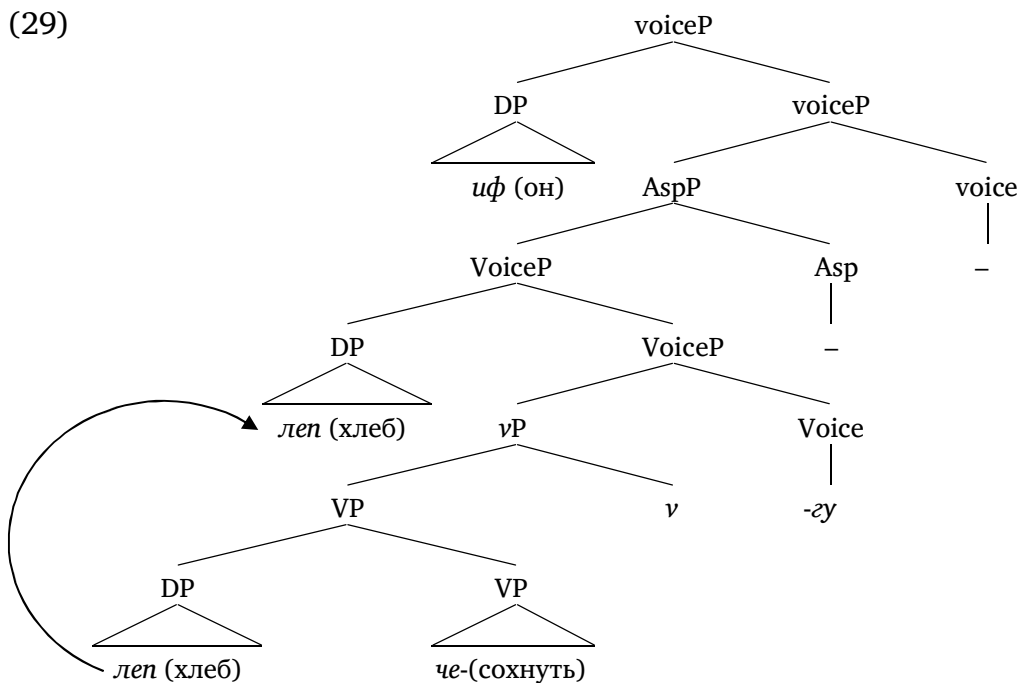 (29)
voiceP
DP voiceP
иф (он) AspP voice
VoiceP Asp –
DP VoiceP –
леп (хлеб) vP Voice
VP v -гу
DP VP
леп (хлеб) че-(сохнуть)